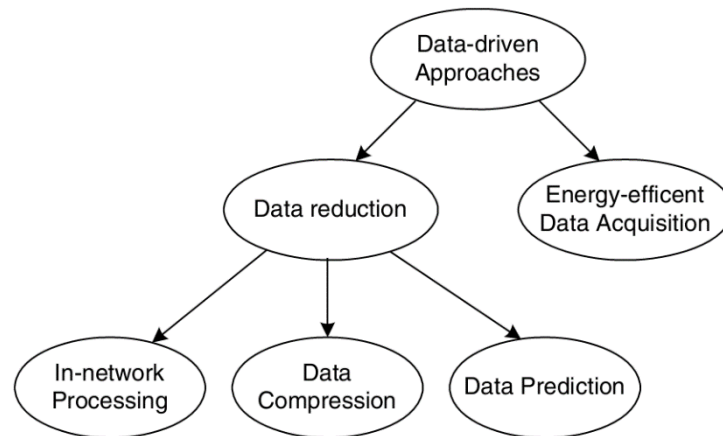 Data-driven
Approaches
Data reduction
Energy-efficent
Data Acquisition
In-network
Processing
Data
Compression
Data Prediction